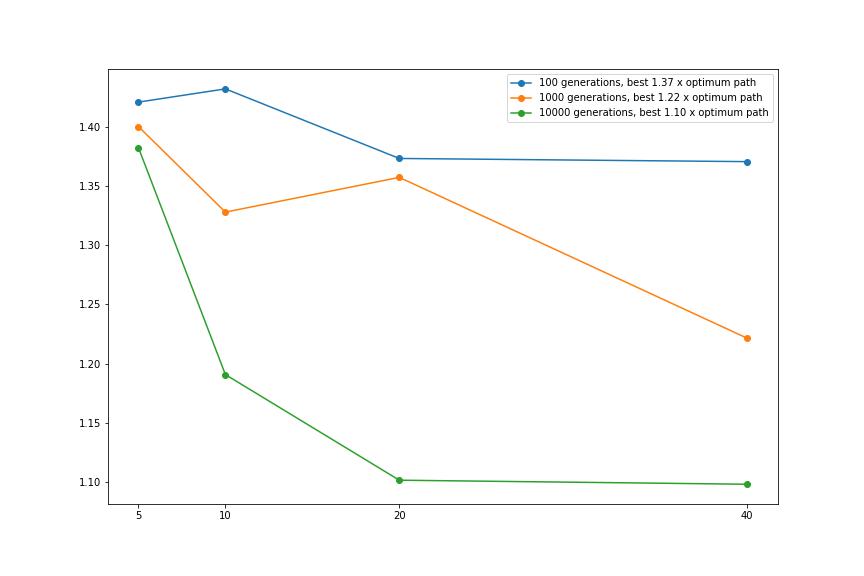 100 generations, best 1.37 x optimum path
1000 generations, best 1.22 x optimum path
10000 generations, best 1.10 x optimum path
1.40
1.35
1.30
1.25
1.20
1.15
1.10
5 10 20 40